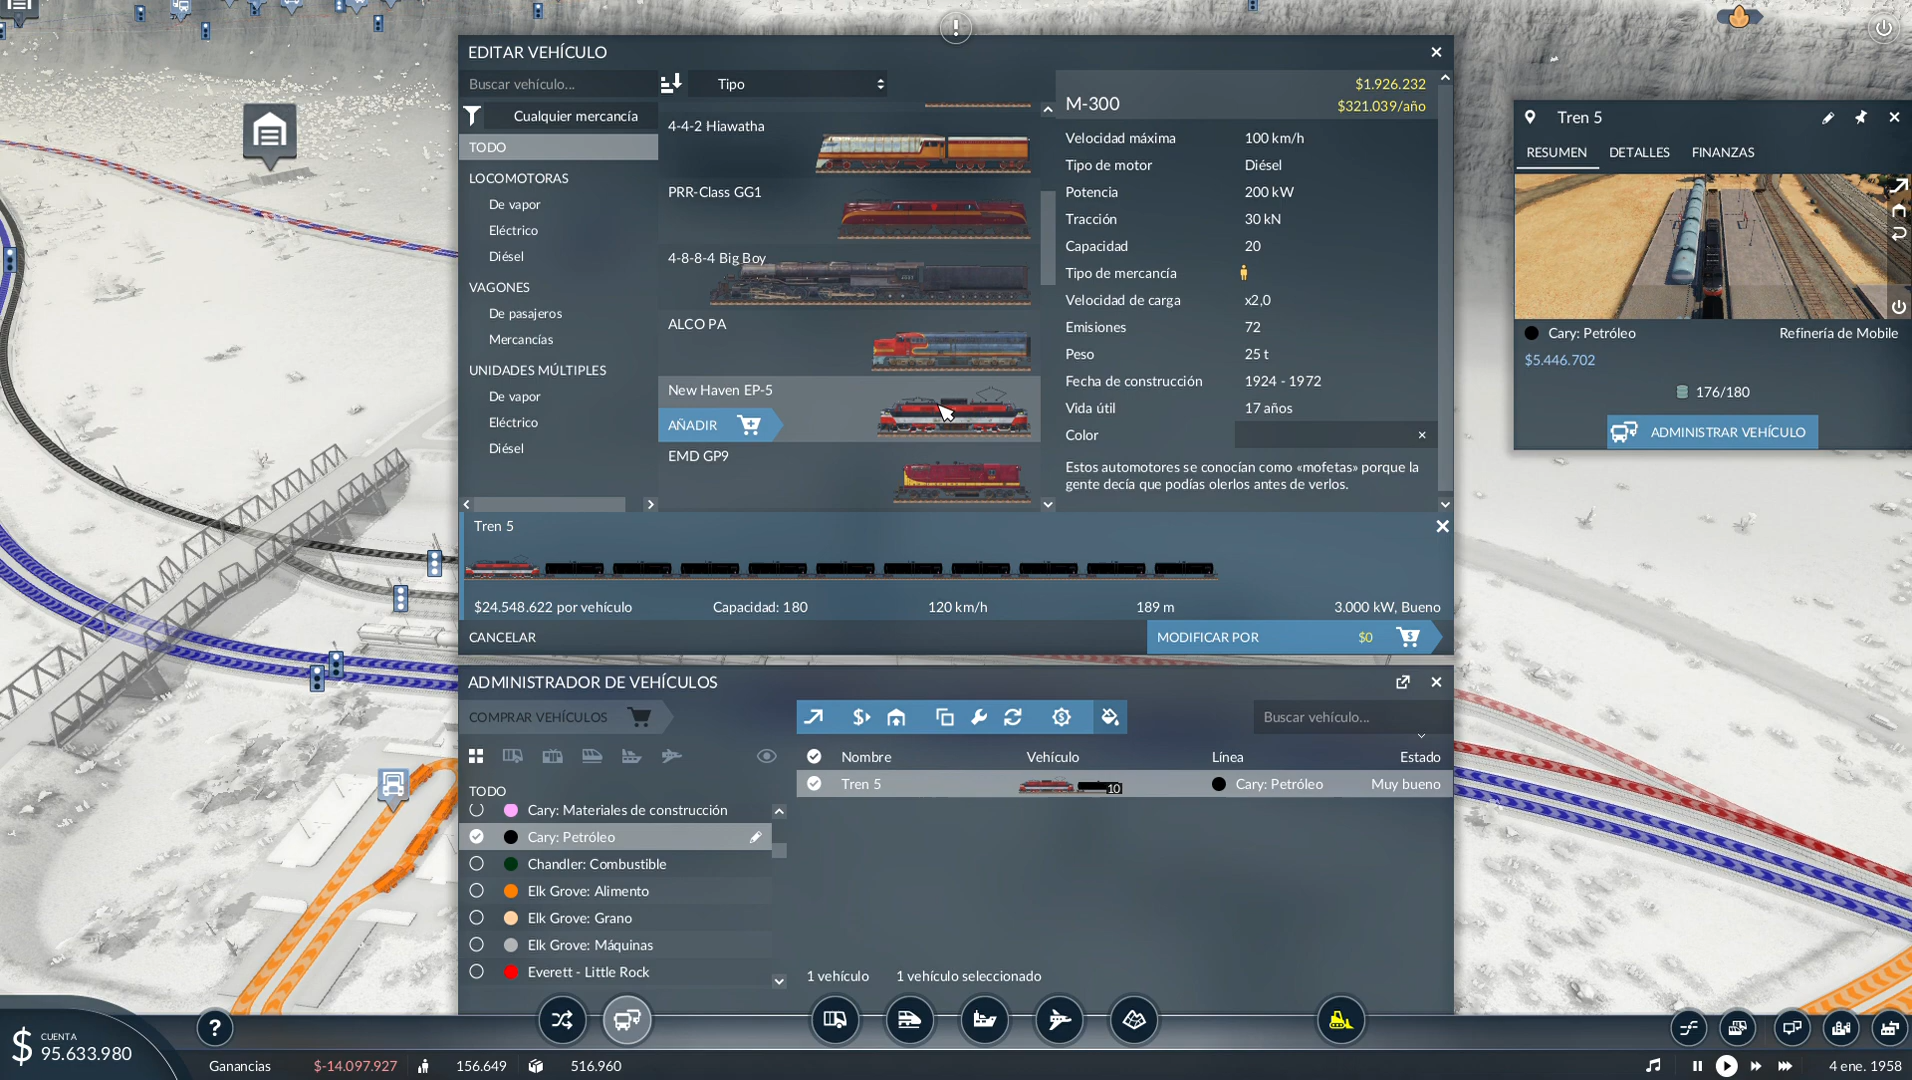 EDITAR VEHÍCULO
Buscar vehículo...
Tipo
Cualquier mercancía
TODO
LOCOMOTORAS
De vapor
Eléctrico
Diésel
VAGONES
De pasajeros
Mercancías
UNIDADES MÚLTIPLES
De vapor
Eléctrico
Diésel
4-4-2 Hiawatha
PRR-Class GG1
4-8-8-4 Big Boy
ALCO PA
New Haven EP-5
AÑADIR
EMD GP9
$1.926.232
M-300
$321.039/año
Velocidad máxima 100 km/h
Tipo de motor Diésel
Potencia 200 kW
Tracción 30 kN
Capacidad 20
Tipo de mercancía
Velocidad de carga x2,0
Emisiones 72
Peso 25 t
Fecha de construcción 1924 - 1972
Vida útil 17 años
Color
Estos automotores se conocían como «mofetas» porque la
gente decía que podías olerlos antes de verlos.
Tren 5
$24.548.622 por vehículo Capacidad: 180 120 km/h 189 m 3.000 kW, Bueno
CANCELAR
MODIFICAR POR $0
Tren 5
RESUMEN DETALLES FINANZAS
Cary: Petróleo Refinería de Mobile
$5.446.702
176/180
ADMINISTRAR VEHÍCULO
ADMINISTRADOR DE VEHÍCULOS
COMPRAR VEHÍCULOS
Buscar vehículo...
TODO
Cary: Materiales de construcción
Cary: Petróleo
Chandler: Combustible
Elk Grove: Alimento
Elk Grove: Grano
Elk Grove: Máquinas
Everett - Little Rock
Nombre Vehículo Línea Estado
Tren 5 10 Cary: Petróleo Muy bueno
1 vehículo 1 vehículo seleccionado
?
$ CUENTA
95.633.980
Ganancias $-14.097.927 156.649 516.960
4 ene. 1958